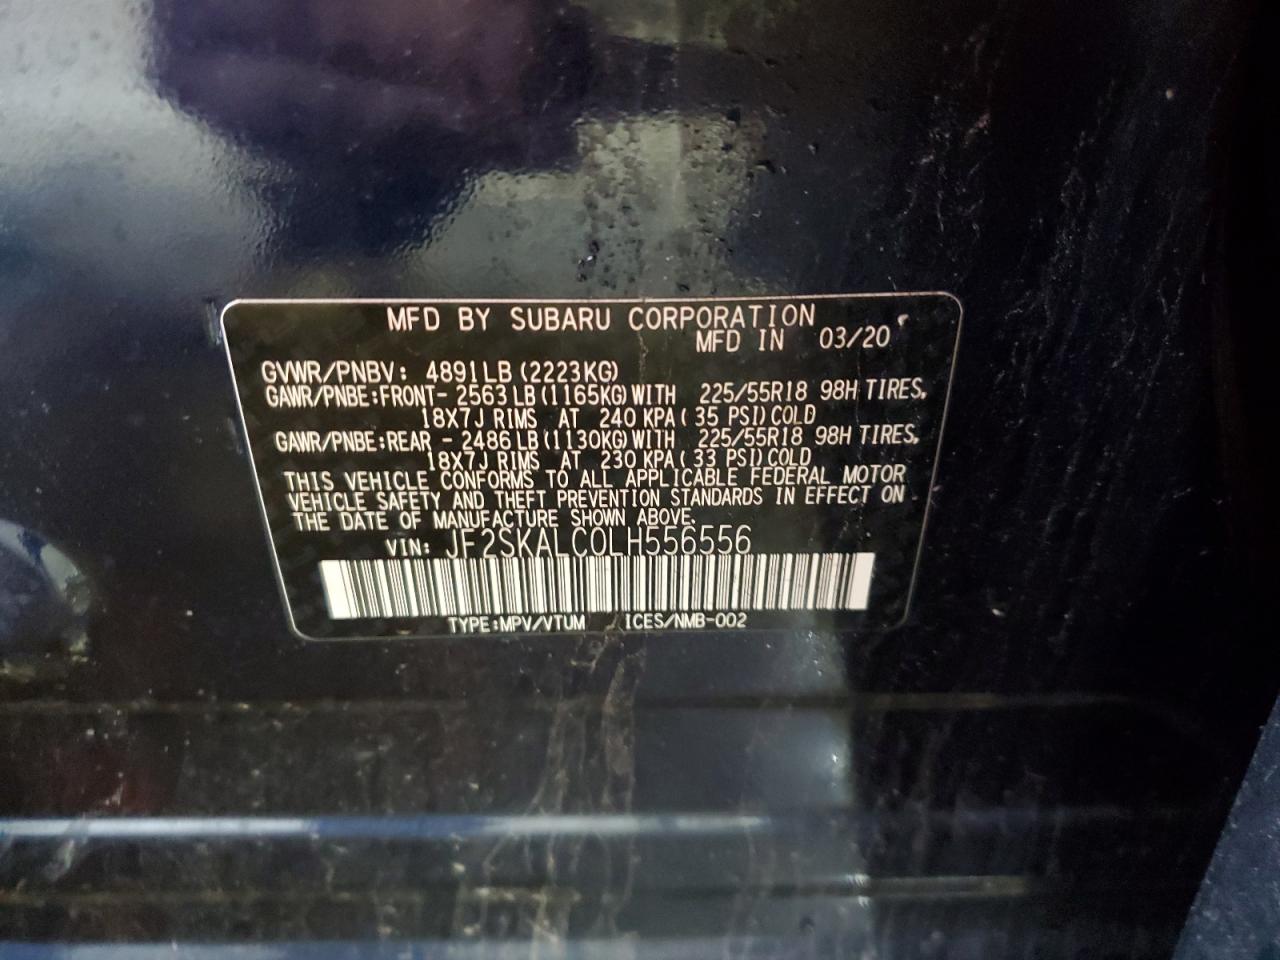 MFD BY SUBARU CORPORATION
MFD IN 03/20
GVWR/PNBV: 4891LB (2223KG)
GAWR/PNBE:FRONT- 2563LB(1165KG)WITH 225/55R18 98H TIRES,
18X7J RIMS AT 240 KPA( 35 PSI) COLD
GAWR/PNBE:REAR - 2486LB(1130KG)WITH 225/55R18 98H TIRES,
18X7J RIMS AT 230 KPA( 33 PSI) COLD
THIS VEHICLE CONFORMS TO ALL APPLICABLE FEDERAL MOTOR
VEHICLE SAFETY AND THEFT PREVENTION STANDARDS IN EFFECT ON
THE DATE OF MANUFACTURE SHOWN ABOVE.
VIN: JF2SKALC0LH556556
TYPE:MPV/VTUM ICES/NMB-002